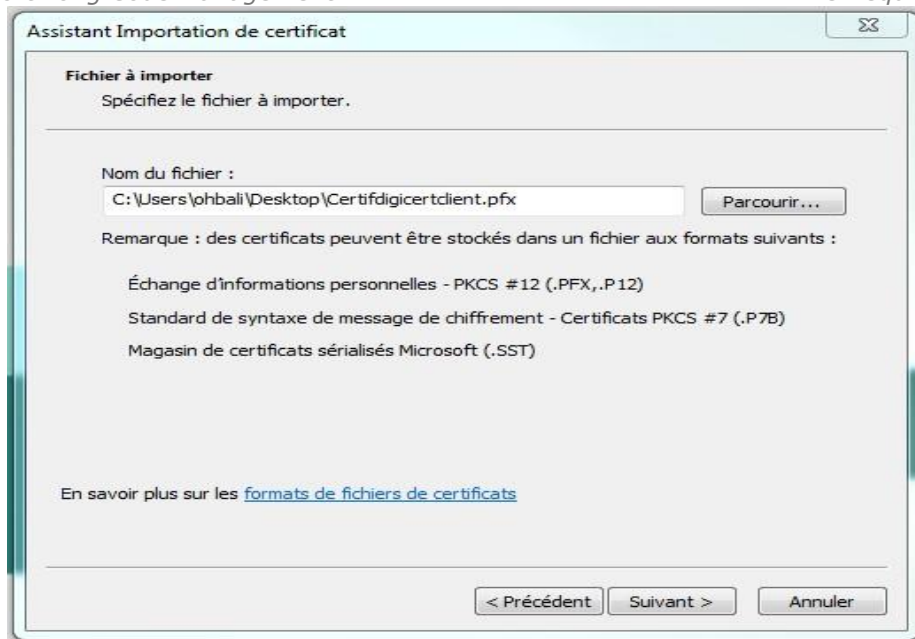 Assistant Importation de certificat
Fichier à importer
Spécifiez le fichier à importer.
Nom du fichier :
C:\Users\ohbali\Desktop\Certifdigicertclient.pfx
Parcourir...
Remarque : des certificats peuvent être stockés dans un fichier aux formats suivants :
Échange d'informations personnelles - PKCS #12 (.PFX,.P12)
Standard de syntaxe de message de chiffrement - Certificats PKCS #7 (.P7B)
Magasin de certificats sérialisés Microsoft (.SST)
En savoir plus sur les formats de fichiers de certificats
< Précédent
Suivant >
Annuler